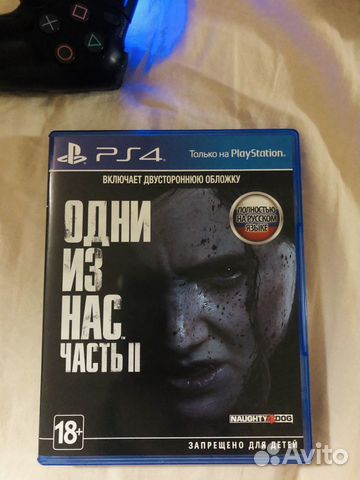 PS4
Только на PlayStation.
ВКЛЮЧАЕТ ДВУСТОРОННЮЮ ОБЛОЖКУ
ПОЛНОСТЬЮ
НА РУССКОМ
ЯЗЫКЕ
ОДНИ
ИЗ
НАС™
ЧАСТЬ II
NAUGHTY DOG
18+
ЗАПРЕЩЕНО ДЛЯ ДЕТЕЙ
Avito